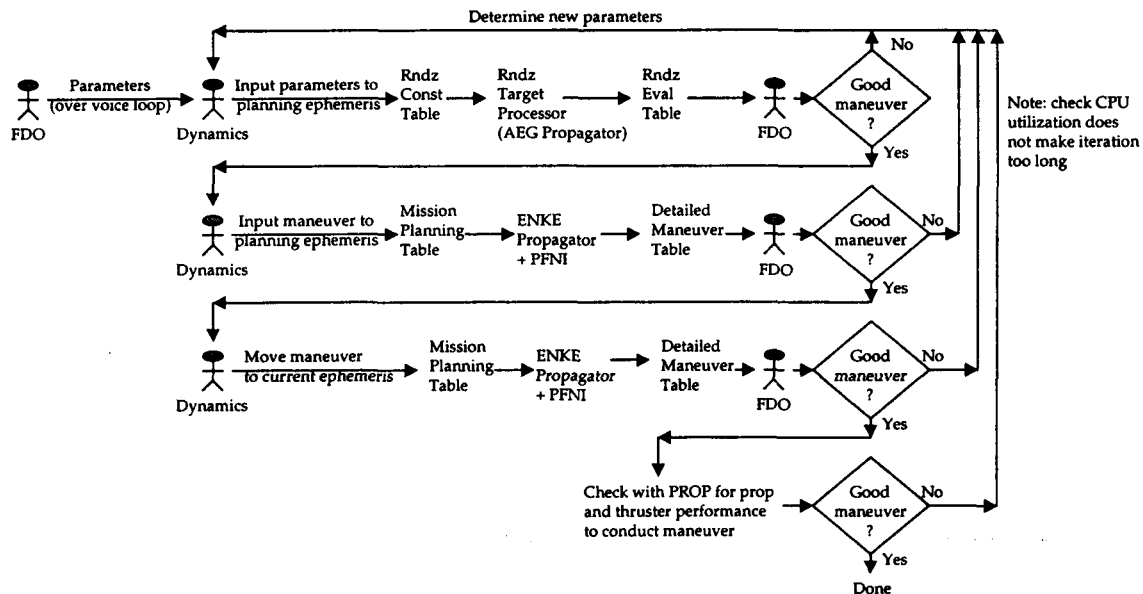 Determine new parameters
No
Parameters
(over voice loop)
FDO
Dynamics
Input parameters to
planning ephemeris
Rndz
Const
Table
Rndz
Target
Processor
(AEG Propagator)
Rndz
Eval
Table
FDO
Good
maneuver
?
Yes
Note: check CPU
utilization does
not make iteration
too long
Dynamics
Input maneuver to
planning ephemeris
Mission
Planning
Table
ENKE
Propagator
+ PFNI
Detailed
Maneuver
Table
FDO
Good
maneuver
?
No
Yes
Dynamics
Move maneuver
to current ephemeris
Mission
Planning
Table
ENKE
Propagator
+ PFNI
Detailed
Maneuver
Table
FDO
Good
maneuver
?
No
Yes
Check with PROP for prop
and thruster performance
to conduct maneuver
Good
maneuver
?
No
Yes
Done